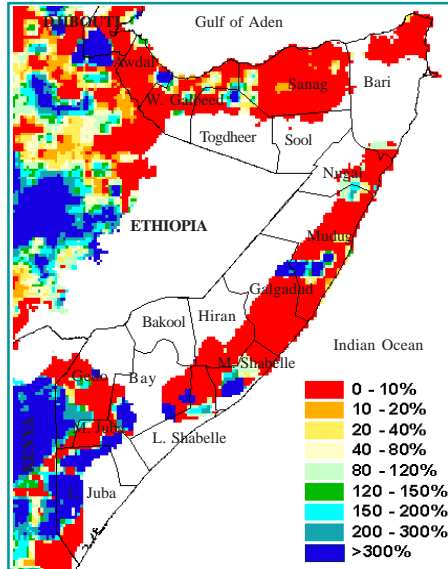 DJIBOUTI
Gulf of Aden
Awdal
Sanag
Bari
W. Galbeed
Togdheer
Sool
Nugal
ETHIOPIA
Mudug
Galgadud
Hiran
Bakool
Indian Ocean
M. Shabelle
Gedo
Bay
M. Juba
L. Shabelle
KENYA
L. Juba
0 - 10%
10 - 20%
20 - 40%
40 - 80%
80 - 120%
120 - 150%
150 - 200%
200 - 300%
>300%